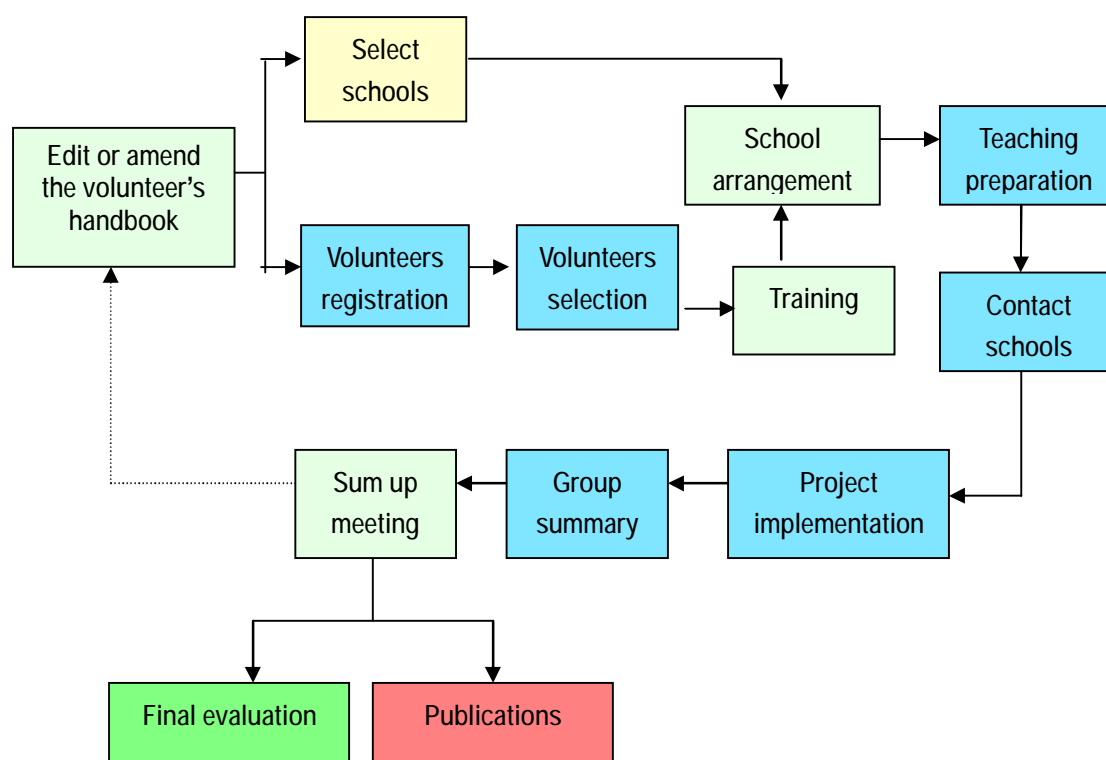 Select
schools
Edit or amend
the volunteer's
handbook
School
arrangement
Teaching
preparation
Volunteers
registration
Volunteers
selection
Training
Contact
schools
Sum up
meeting
Group
summary
Project
implementation
Final evaluation
Publications